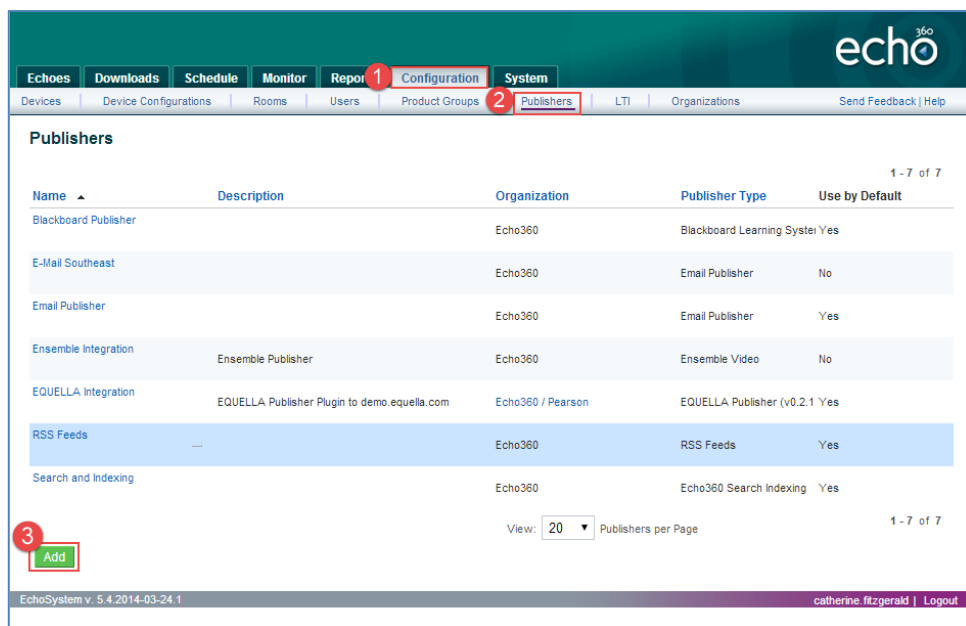 echo 360
Echoes Downloads Schedule Monitor Repor 1 Configuration System
Devices Device Configurations Rooms Users Product Groups 2 Publishers LTI Organizations Send Feedback | Help
Publishers
1 - 7 of 7
Name Description Organization Publisher Type Use by Default
Blackboard Publisher Echo360 Blackboard Learning Syster Yes
E-Mail Southeast Echo360 Email Publisher No
Email Publisher Echo360 Email Publisher Yes
Ensemble Integration Ensemble Publisher Echo360 Ensemble Video No
EQUELLA Integration EQUELLA Publisher Plugin to demo.equella.com Echo360 / Pearson EQUELLA Publisher (v0.2.1 Yes
RSS Feeds Echo360 RSS Feeds Yes
Search and Indexing Echo360 Echo360 Search Indexing Yes
View: 20 Publishers per Page 1 - 7 of 7
3 Add
EchoSystem v. 5.4.2014-03-24.1 catherine.fitzgerald | Logout